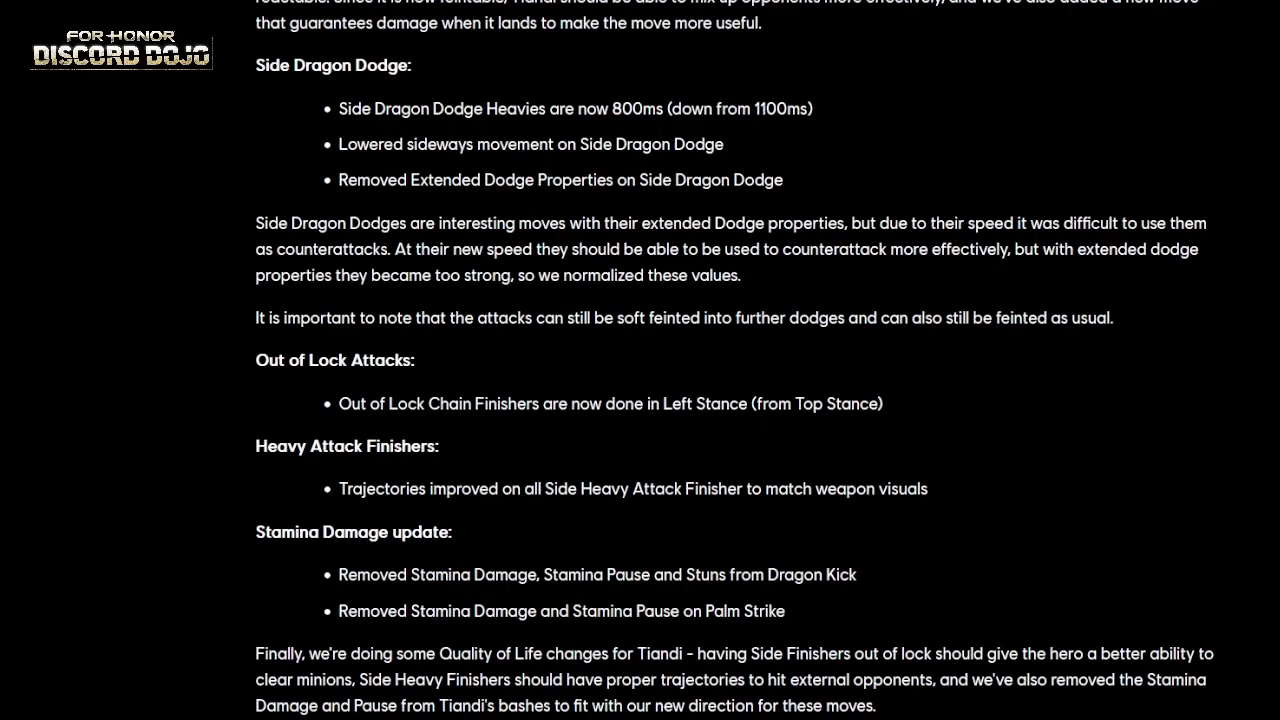 that guarantees damage when it lands to make the move more useful.
FOR HONOR
DISCORD DOJO
Side Dragon Dodge:
• Side Dragon Dodge Heavies are now 800ms (down from 1100ms)
• Lowered sideways movement on Side Dragon Dodge
• Removed Extended Dodge Properties on Side Dragon Dodge
Side Dragon Dodges are interesting moves with their extended Dodge properties, but due to their speed it was difficult to use them
as counterattacks. At their new speed they should be able to be used to counterattack more effectively, but with extended dodge
properties they became too strong, so we normalized these values.
It is important to note that the attacks can still be soft feinted into further dodges and can also still be feinted as usual.
Out of Lock Attacks:
• Out of Lock Chain Finishers are now done in Left Stance (from Top Stance)
Heavy Attack Finishers:
• Trajectories improved on all Side Heavy Attack Finisher to match weapon visuals
Stamina Damage update:
• Removed Stamina Damage, Stamina Pause and Stuns from Dragon Kick
• Removed Stamina Damage and Stamina Pause on Palm Strike
Finally, we're doing some Quality of Life changes for Tiandi - having Side Finishers out of lock should give the hero a better ability to
clear minions, Side Heavy Finishers should have proper trajectories to hit external opponents, and we've also removed the Stamina
Damage and Pause from Tiandi's bashes to fit with our new direction for these moves.